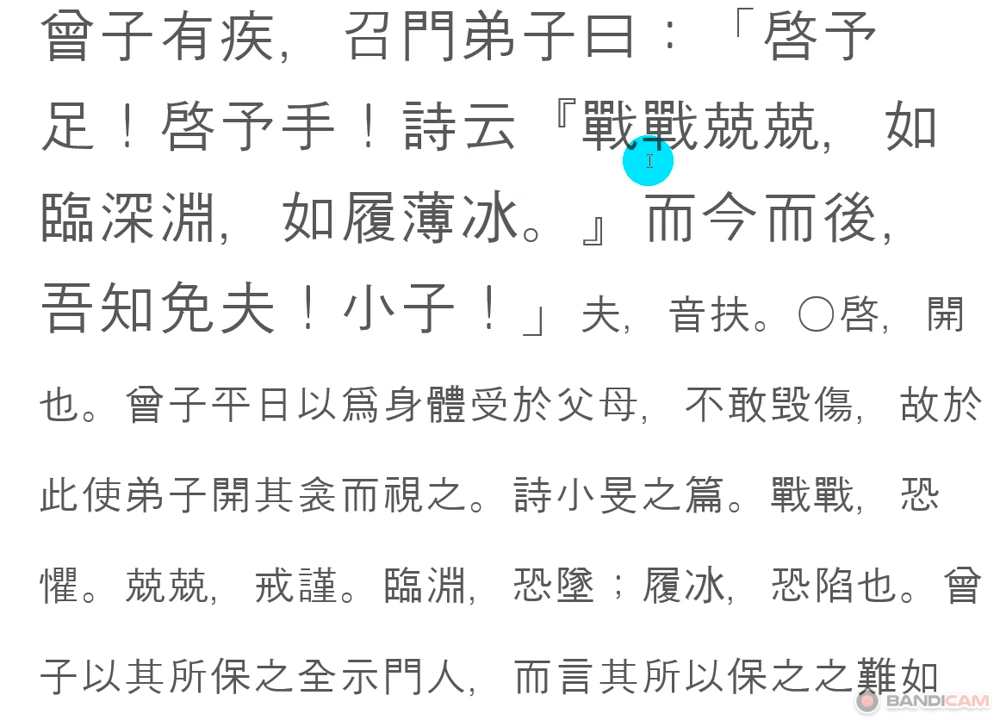 曾子有疾，召門弟子曰：「啓予
足！啓予手！詩云『戰戰兢兢，如
臨深淵，如履薄冰。』而今而後，
吾知免夫！小子！」夫，音扶。〇啓，開
也。曾子平日以爲身體受於父母，不敢毀傷，故於
此使弟子開其衾而視之。詩小旻之篇。戰戰，恐
懼。兢兢，戒謹。臨淵，恐墜；履冰，恐陷也。曾
子以其所保之全示門人，而言其所以保之之難如
BANDICAM